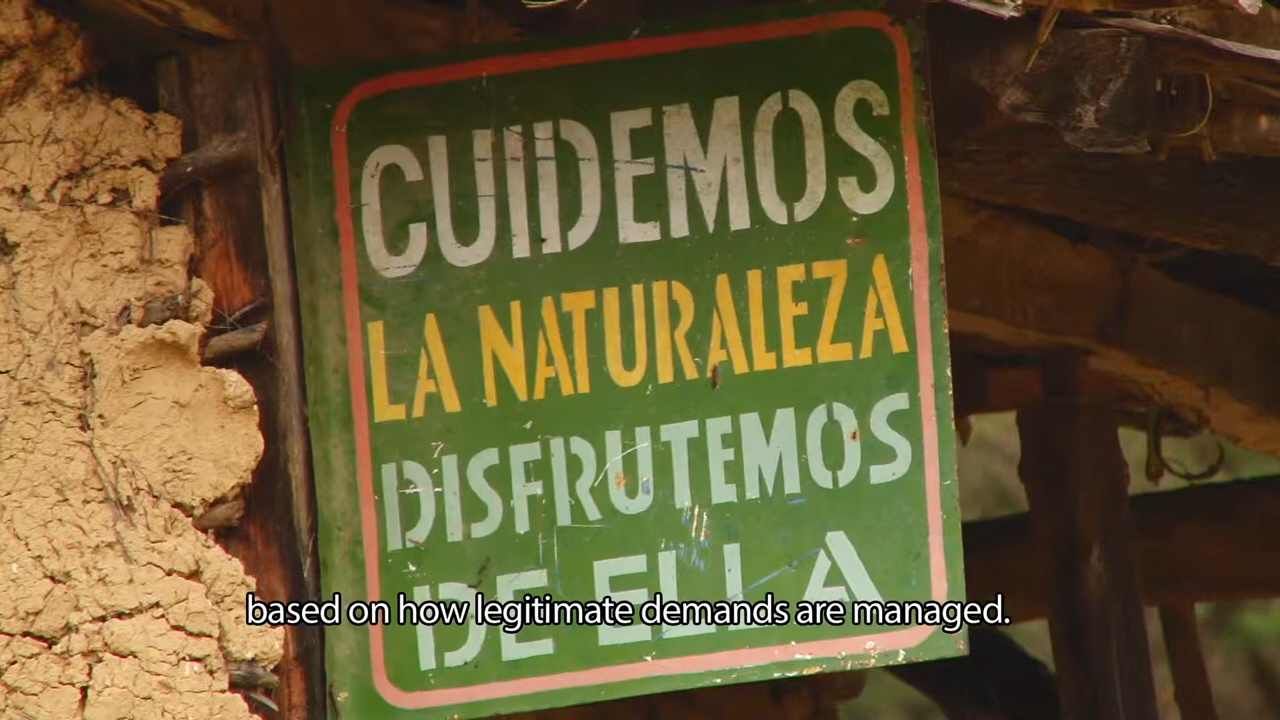 CUIDEMOS
LA NATURALEZA
DISFRUTEMOS
DE ELLA
based on how legitimate demands are managed.